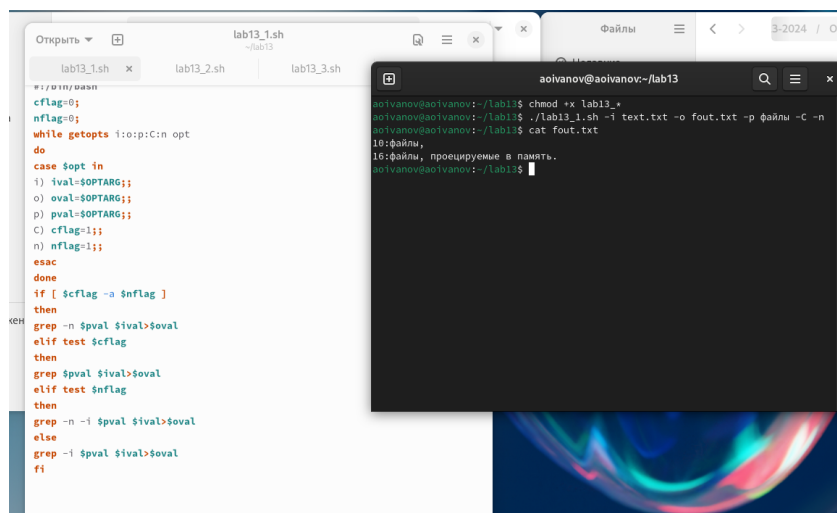 Открыть
lab13_1.sh
~/lab13
lab13_1.sh × lab13_2.sh lab13_3.sh
#!/bin/bash
cflag=0;
nflag=0;
while getopts i:o:p:C:n opt
do
case $opt in
i) ival=$OPTARG;;
o) oval=$OPTARG;;
p) pval=$OPTARG;;
C) cflag=1;;
n) nflag=1;;
esac
done
if [ $cflag -a $nflag ]
then
grep -n $pval $ival>$oval
elif test $cflag
then
grep $pval $ival>$oval
elif test $nflag
then
grep -n -i $pval $ival>$oval
else
grep -i $pval $ival>$oval
fi
Файлы
3-2024 / О
aoivanov@aoivanov:~/lab13
aoivanov@aoivanov:~/lab13$ chmod +x lab13_*
aoivanov@aoivanov:~/lab13$ ./lab13_1.sh -i text.txt -o fout.txt -p файлы -C -n
aoivanov@aoivanov:~/lab13$ cat fout.txt
10:файлы,
16:файлы, проецируемые в память.
aoivanov@aoivanov:~/lab13$